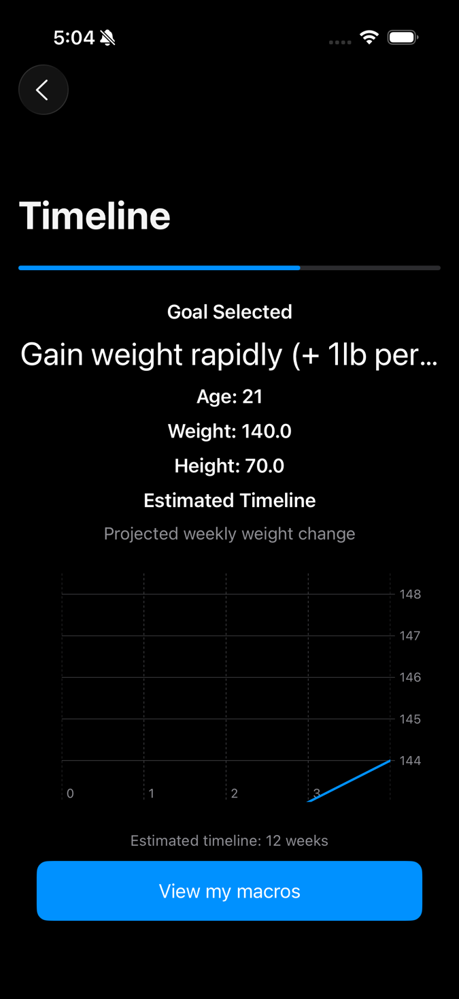 5:04
Timeline
Goal Selected
Gain weight rapidly (+ 1lb per...
Age: 21
Weight: 140.0
Height: 70.0
Estimated Timeline
Projected weekly weight change
148
147
146
145
144
0 1 2 3
Estimated timeline: 12 weeks
View my macros